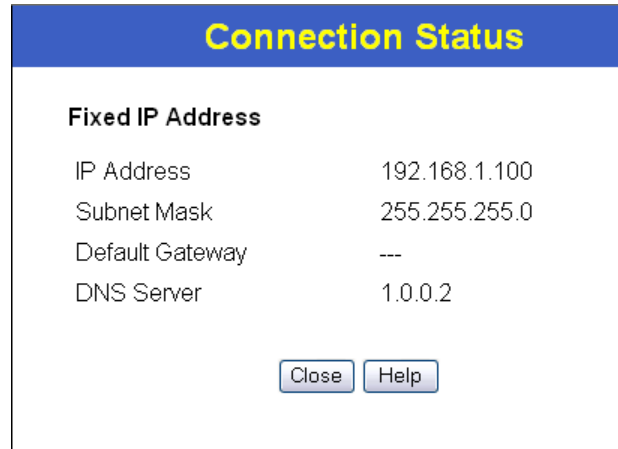 Connection Status
Fixed IP Address
IP Address 192.168.1.100
Subnet Mask 255.255.255.0
Default Gateway ---
DNS Server 1.0.0.2
Close Help